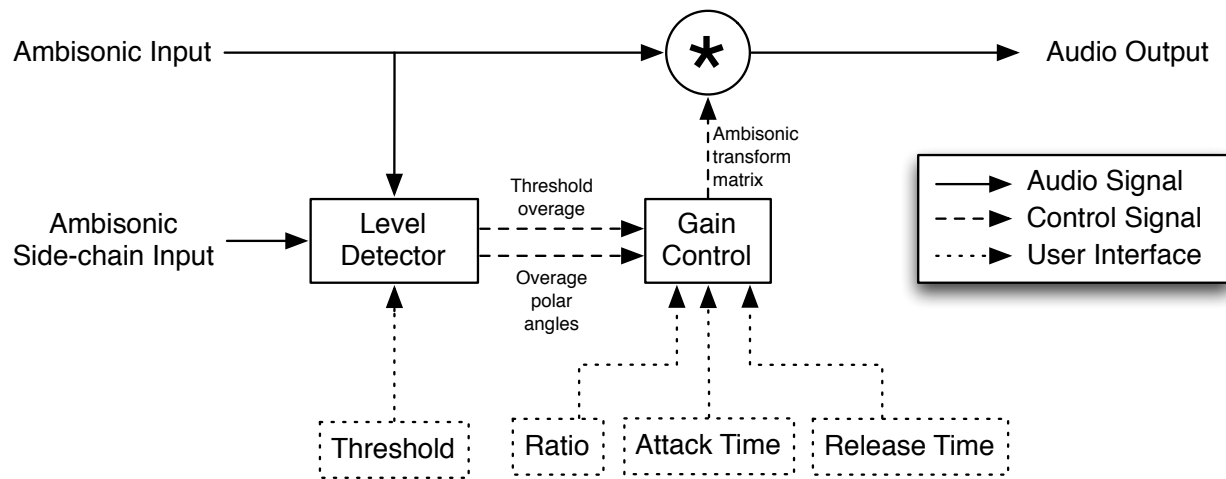 Ambisonic Input
*
Audio Output
Ambisonic
transform
matrix
Audio Signal
Control Signal
User Interface
Ambisonic
Side-chain Input
Level
Detector
Threshold
overage
Overage
polar
angles
Gain
Control
Threshold
Ratio
Attack Time
Release Time